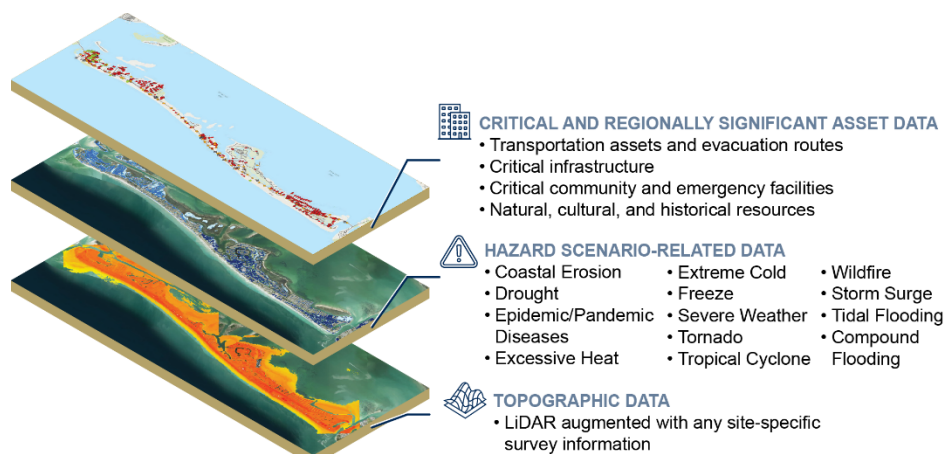 CRITICAL AND REGIONALLY SIGNIFICANT ASSET DATA
• Transportation assets and evacuation routes
• Critical infrastructure
• Critical community and emergency facilities
• Natural, cultural, and historical resources
HAZARD SCENARIO-RELATED DATA
• Coastal Erosion
• Drought
• Epidemic/Pandemic
Diseases
• Excessive Heat
• Extreme Cold
• Freeze
• Severe Weather
• Tornado
• Tropical Cyclone
• Wildfire
• Storm Surge
• Tidal Flooding
• Compound
Flooding
TOPOGRAPHIC DATA
• LiDAR augmented with any site-specific
survey information